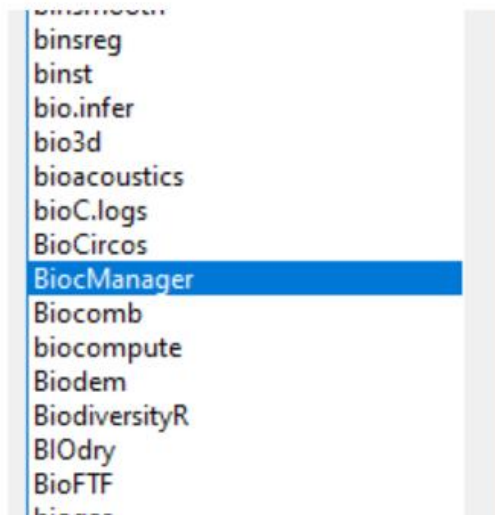 binsreg
binst
bio.infer
bio3d
bioacoustics
bioC.logs
BioCircos
BiocManager
Biocomb
biocompute
Biodem
BiodiversityR
BIOdry
BioFTF